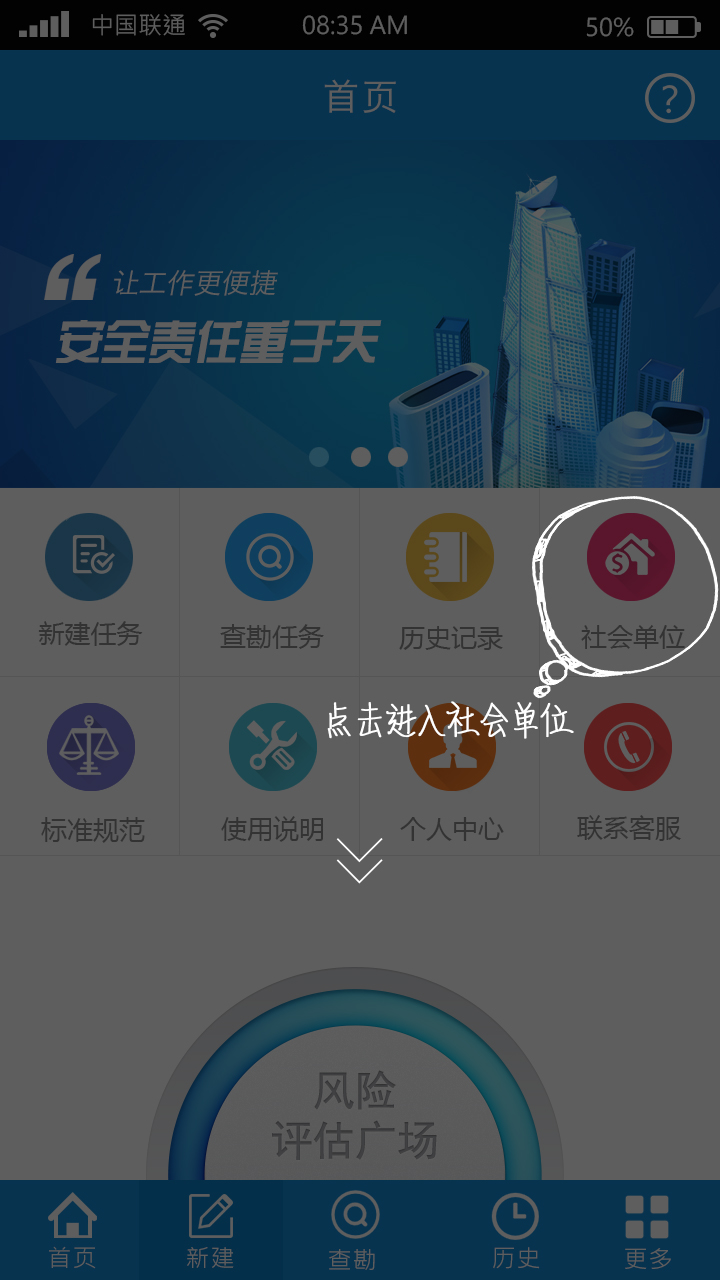 中国联通 08:35 AM 50%
首页 ?
让工作更便捷
安全责任重于天
新建任务 查勘任务 历史记录 社会单位
点击进入社会单位
标准规范 使用说明 个人中心 联系客服
风险
评估广场
首页 新建 查勘 历史 更多